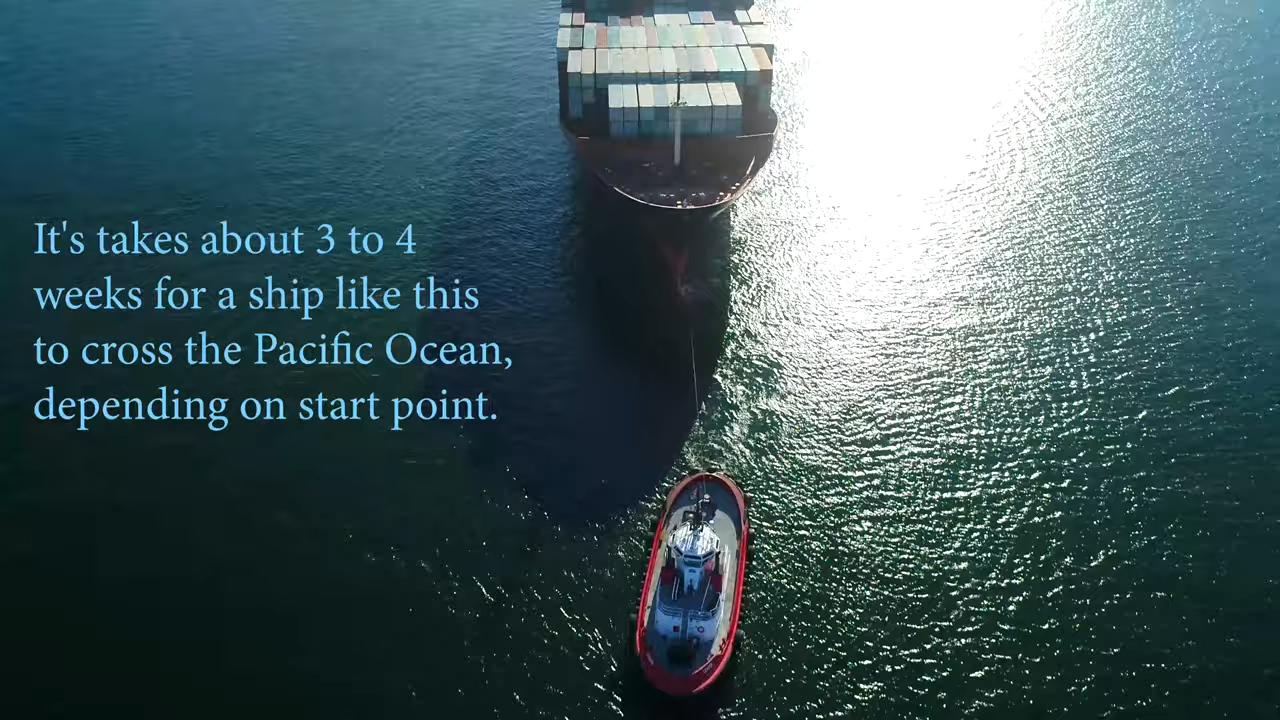 It's takes about 3 to 4
weeks for a ship like this
to cross the Pacific Ocean,
depending on start point.